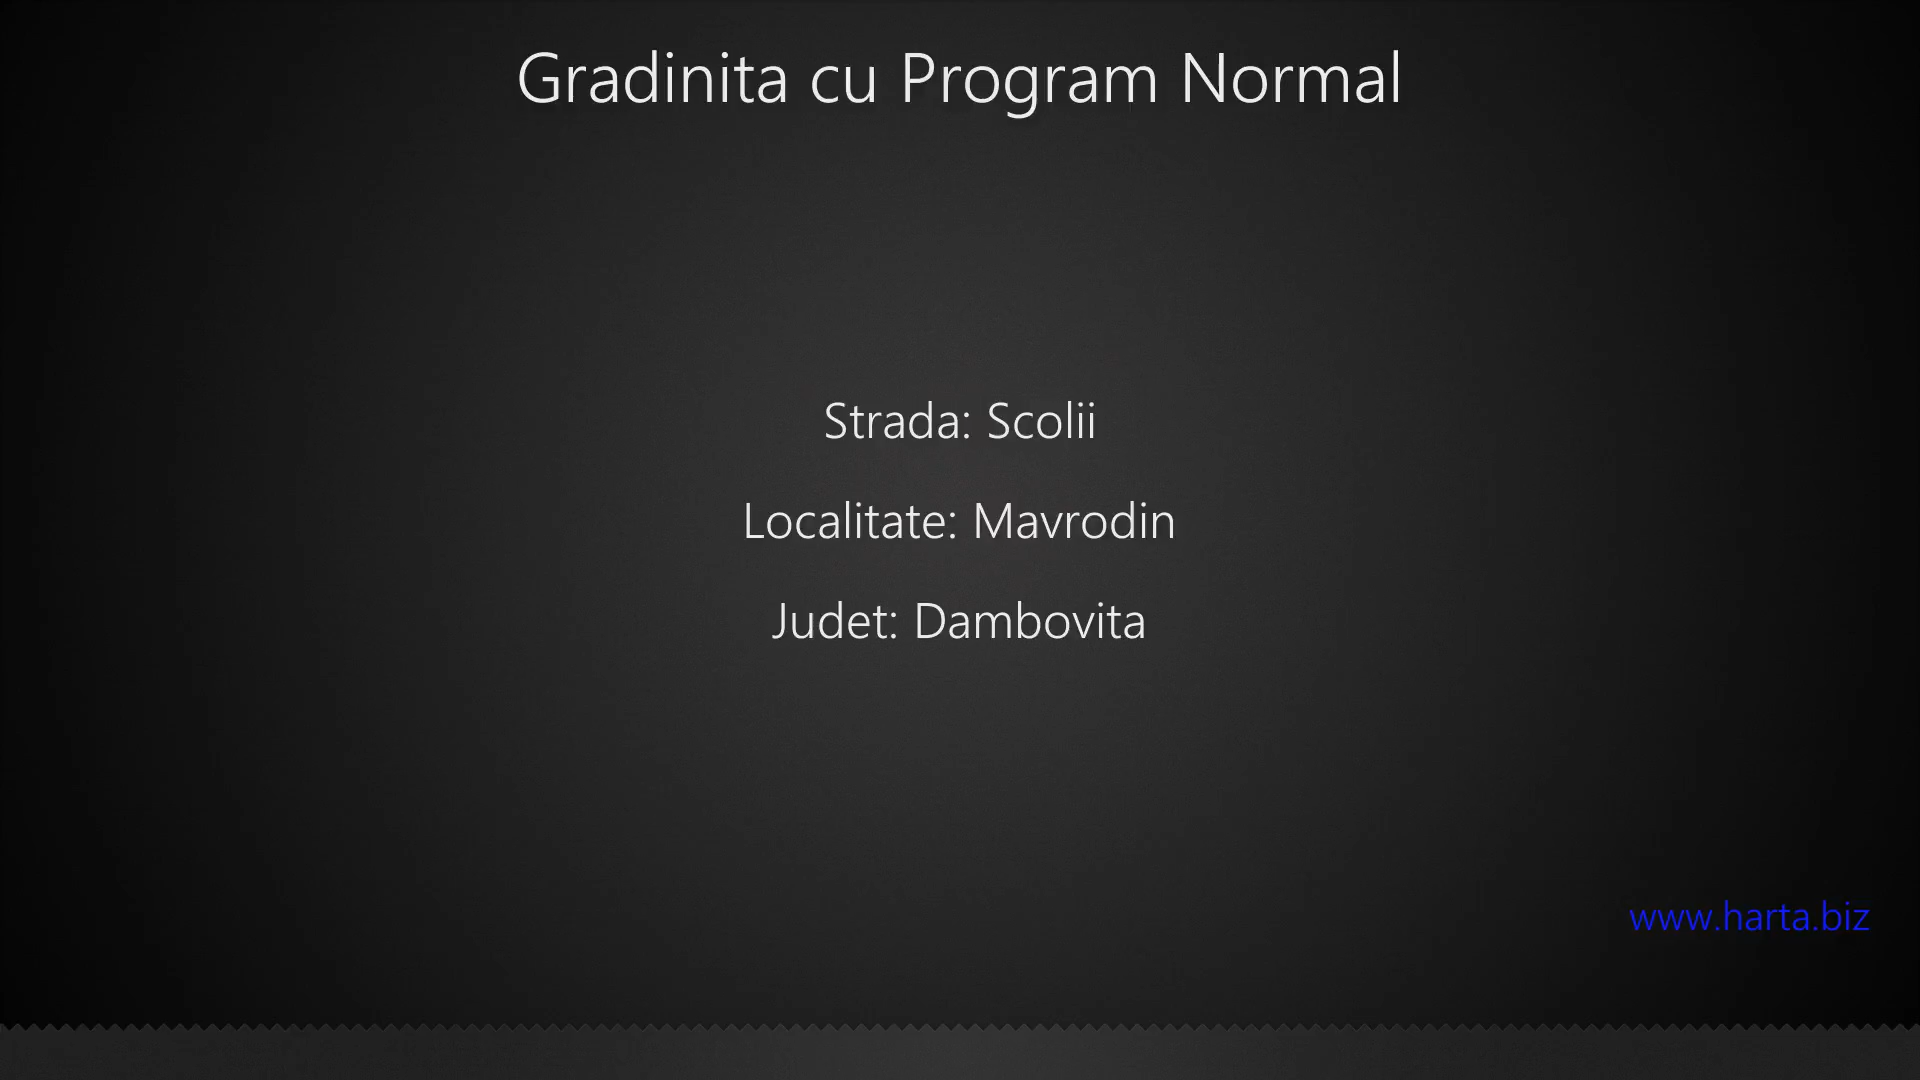 Gradinita cu Program Normal
Strada: Scolii
Localitate: Mavrodin
Judet: Dambovita
www.harta.biz